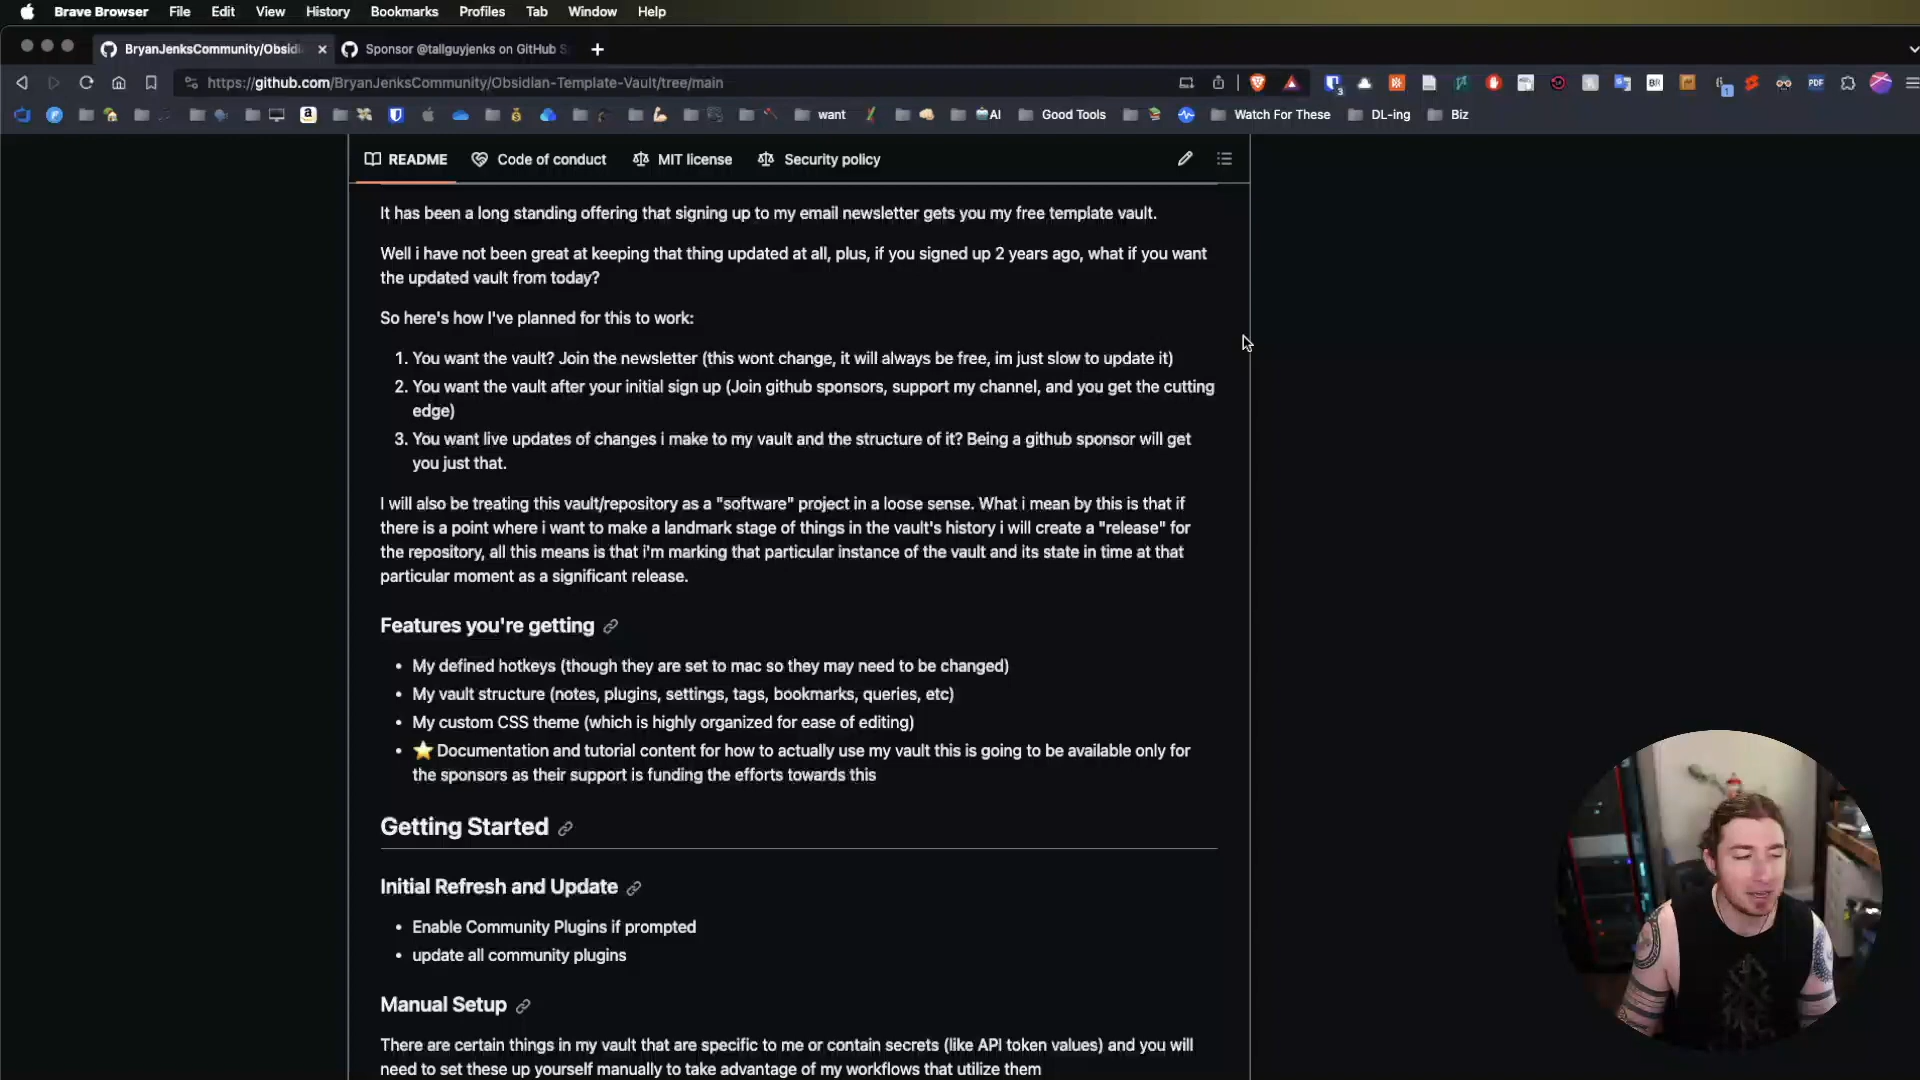 Brave Browser File Edit View History Bookmarks Profiles Tab Window Help
BryanJenksCommunity/Obsidi
Sponsor @tallguyjenks on GitHub S
https://github.com/BryanJenksCommunity/Obsidian-Template-Vault/tree/main
want AI Good Tools Watch For These DL-ing Biz
README Code of conduct MIT license Security policy
It has been a long standing offering that signing up to my email newsletter gets you my free template vault.
Well i have not been great at keeping that thing updated at all, plus, if you signed up 2 years ago, what if you want
the updated vault from today?
So here's how I've planned for this to work:
1. You want the vault? Join the newsletter (this wont change, it will always be free, im just slow to update it)
2. You want the vault after your initial sign up (Join github sponsors, support my channel, and you get the cutting
edge)
3. You want live updates of changes i make to my vault and the structure of it? Being a github sponsor will get
you just that.
I will also be treating this vault/repository as a "software" project in a loose sense. What i mean by this is that if
there is a point where i want to make a landmark stage of things in the vault's history i will create a "release" for
the repository, all this means is that i'm marking that particular instance of the vault and its state in time at that
particular moment as a significant release.
Features you're getting
• My defined hotkeys (though they are set to mac so they may need to be changed)
• My vault structure (notes, plugins, settings, tags, bookmarks, queries, etc)
• My custom CSS theme (which is highly organized for ease of editing)
• ⭐ Documentation and tutorial content for how to actually use my vault this is going to be available only for
the sponsors as their support is funding the efforts towards this
Getting Started
Initial Refresh and Update
• Enable Community Plugins if prompted
• update all community plugins
Manual Setup
There are certain things in my vault that are specific to me or contain secrets (like API token values) and you will
need to set these up yourself manually to take advantage of my workflows that utilize them